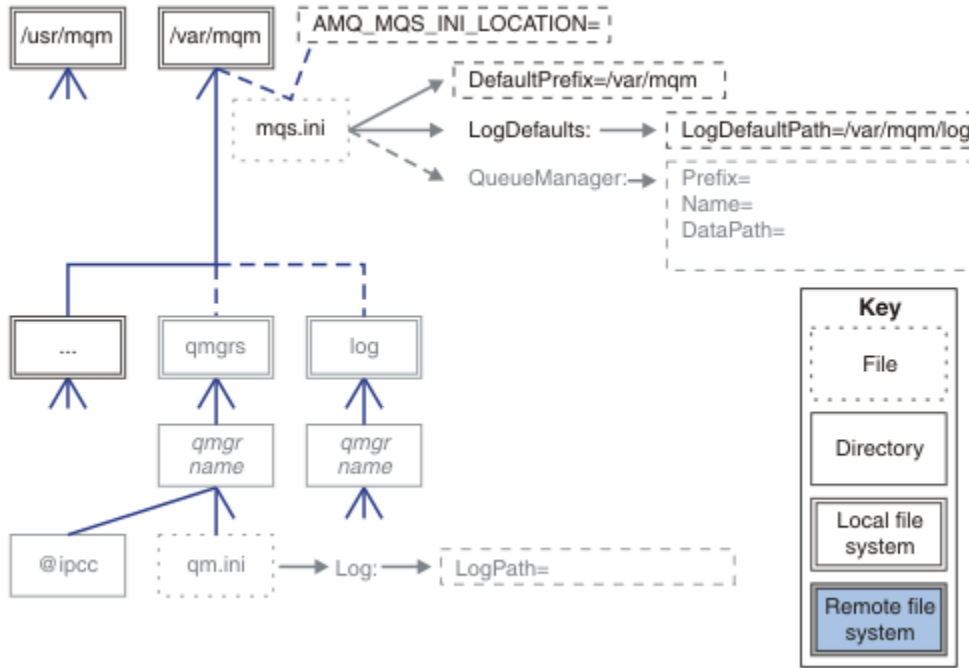 /usr/mqm
/var/mqm
AMQ_MQS_INI_LOCATION=
mqs.ini
DefaultPrefix=/var/mqm
LogDefaults:
LogDefaultPath=/var/mqm/log
QueueManager:
Prefix=
Name=
DataPath=
...
qmgrs
log
qmgr
name
qmgr
name
@ipcc
qm.ini
Log:
LogPath=
Key
File
Directory
Local file
system
Remote file
system